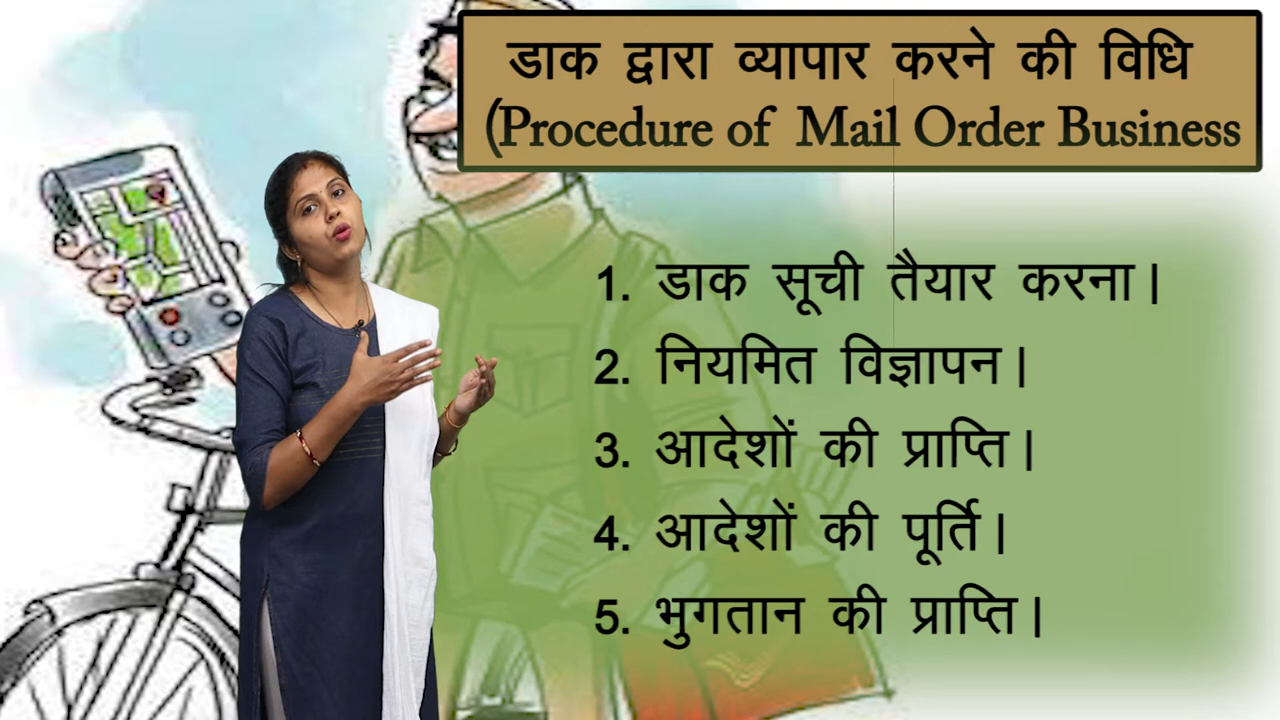 डाक द्वारा व्यापार करने की विधि
(Procedure of Mail Order Business
1. डाक सूची तैयार करना।
2. नियमित विज्ञापन।
3. आदेशों की प्राप्ति।
4. आदेशों की पूर्ति।
5. भुगतान की प्राप्ति।